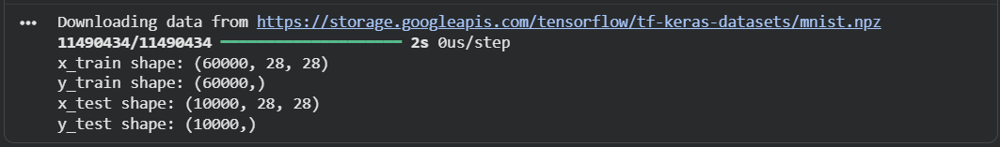 Downloading data from https://storage.googleapis.com/tensorflow/tf-keras-datasets/mnist.npz
11490434/11490434 ━━━━━━━━━━━━━━━━━━━━ 2s 0us/step
x_train shape: (60000, 28, 28)
y_train shape: (60000,)
x_test shape: (10000, 28, 28)
y_test shape: (10000,)